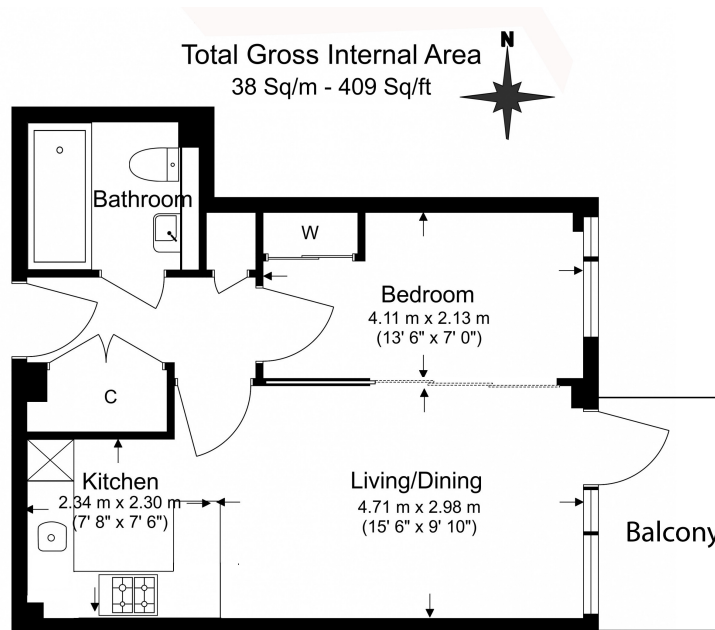 N
Total Gross Internal Area
38 Sq/m - 409 Sq/ft
Bathroom
W
Bedroom
4.11 m x 2.13 m
(13' 6" x 7' 0")
C
Kitchen
2.34 m x 2.30 m
(7' 8" x 7' 6")
Living/Dining
4.71 m x 2.98 m
(15' 6" x 9' 10")
Balcony